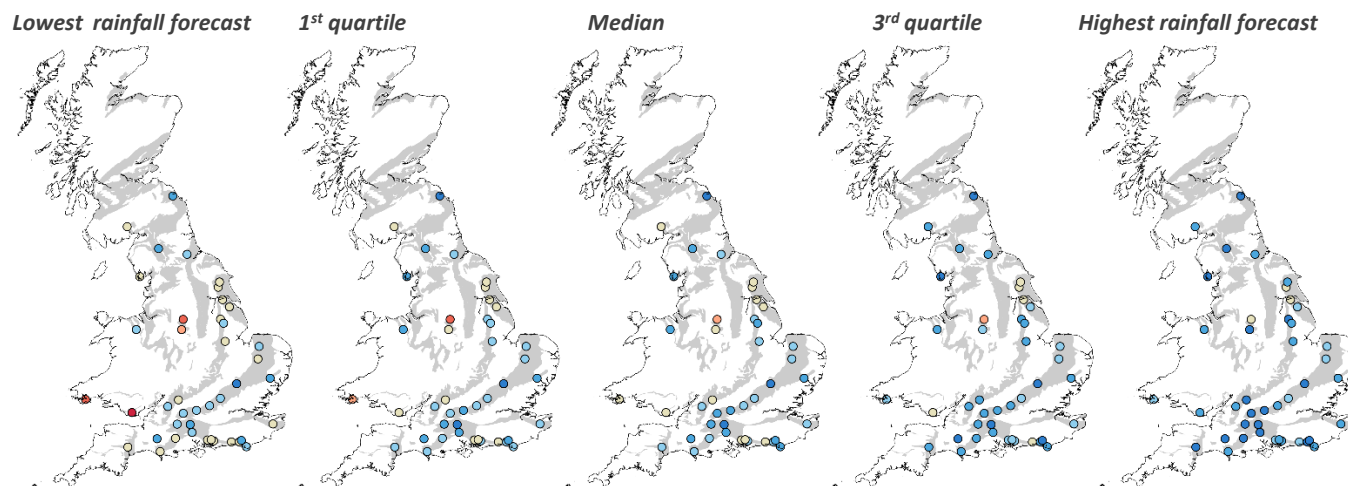 Lowest rainfall forecast
1st quartile
Median
3rd quartile
Highest rainfall forecast